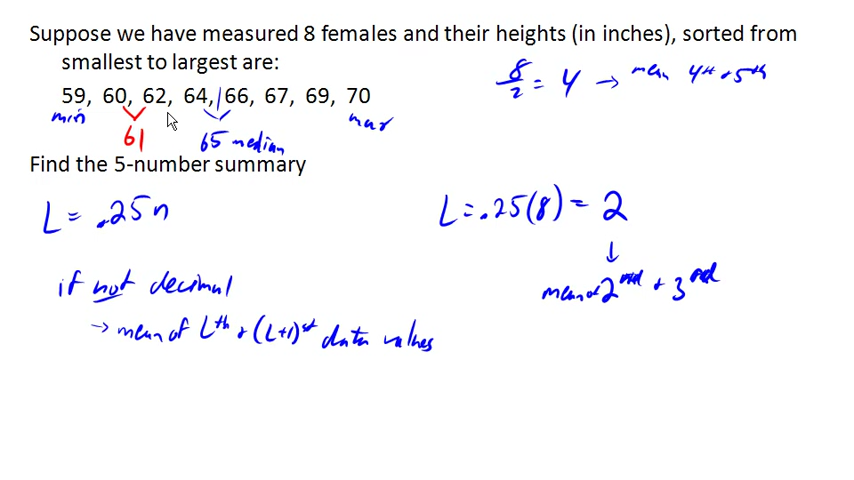 Suppose we have measured 8 females and their heights (in inches), sorted from
smallest to largest are:
8/2 = 4 → mean 4th + 5th
59, 60, 62, 64, | 66, 67, 69, 70
min
61
65 median
max
Find the 5-number summary
L = .25n
L = .25(8) = 2
↓
mean of 2nd + 3rd
if not decimal
→ mean of Lth + (L+1)st data values